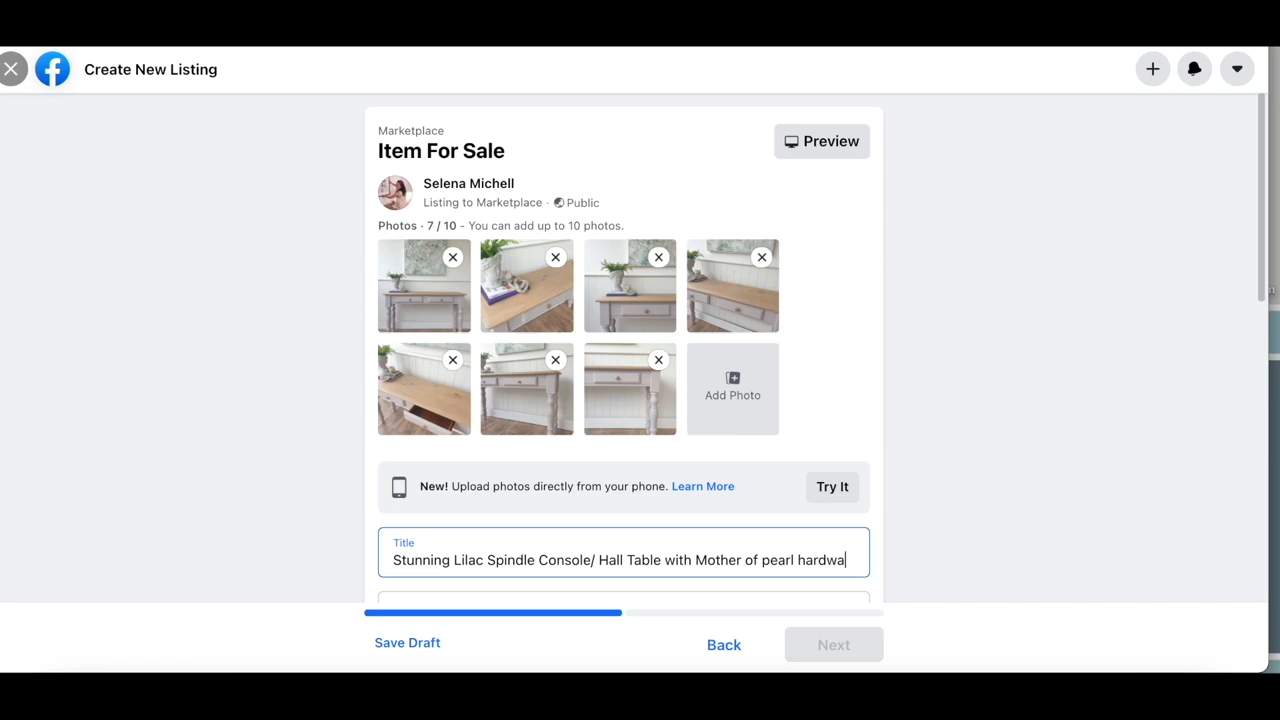 Create New Listing
Marketplace
Item For Sale
Preview
Selena Michell
Listing to Marketplace · Public
Photos · 7 / 10 - You can add up to 10 photos.
Add Photo
New! Upload photos directly from your phone. Learn More
Try It
Title
Stunning Lilac Spindle Console/ Hall Table with Mother of pearl hardwa
Save Draft
Back
Next